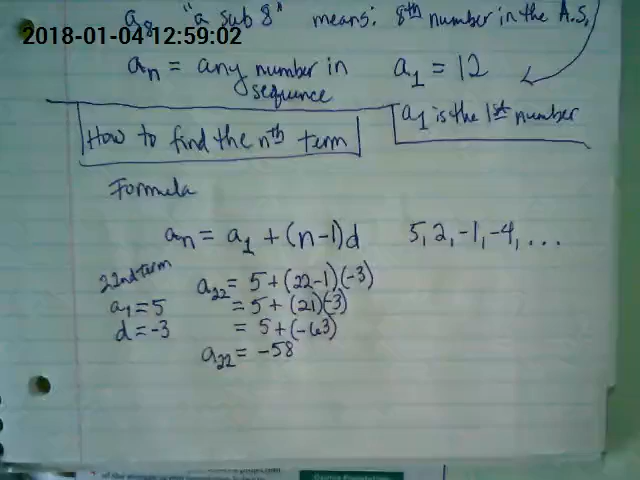 a8 "a sub 8" means: 8th number in the A.S.
2018-01-04 12:59:02
an = any number in sequence
a1 = 12
a1 is the 1st number
How to find the nth term
Formula
an = a1 + (n-1)d
5, 2, -1, -4, ...
22nd term
a1 = 5
d = -3
a22 = 5 + (22-1)(-3)
= 5 + (21)(-3)
= 5 + (-63)
a22 = -58